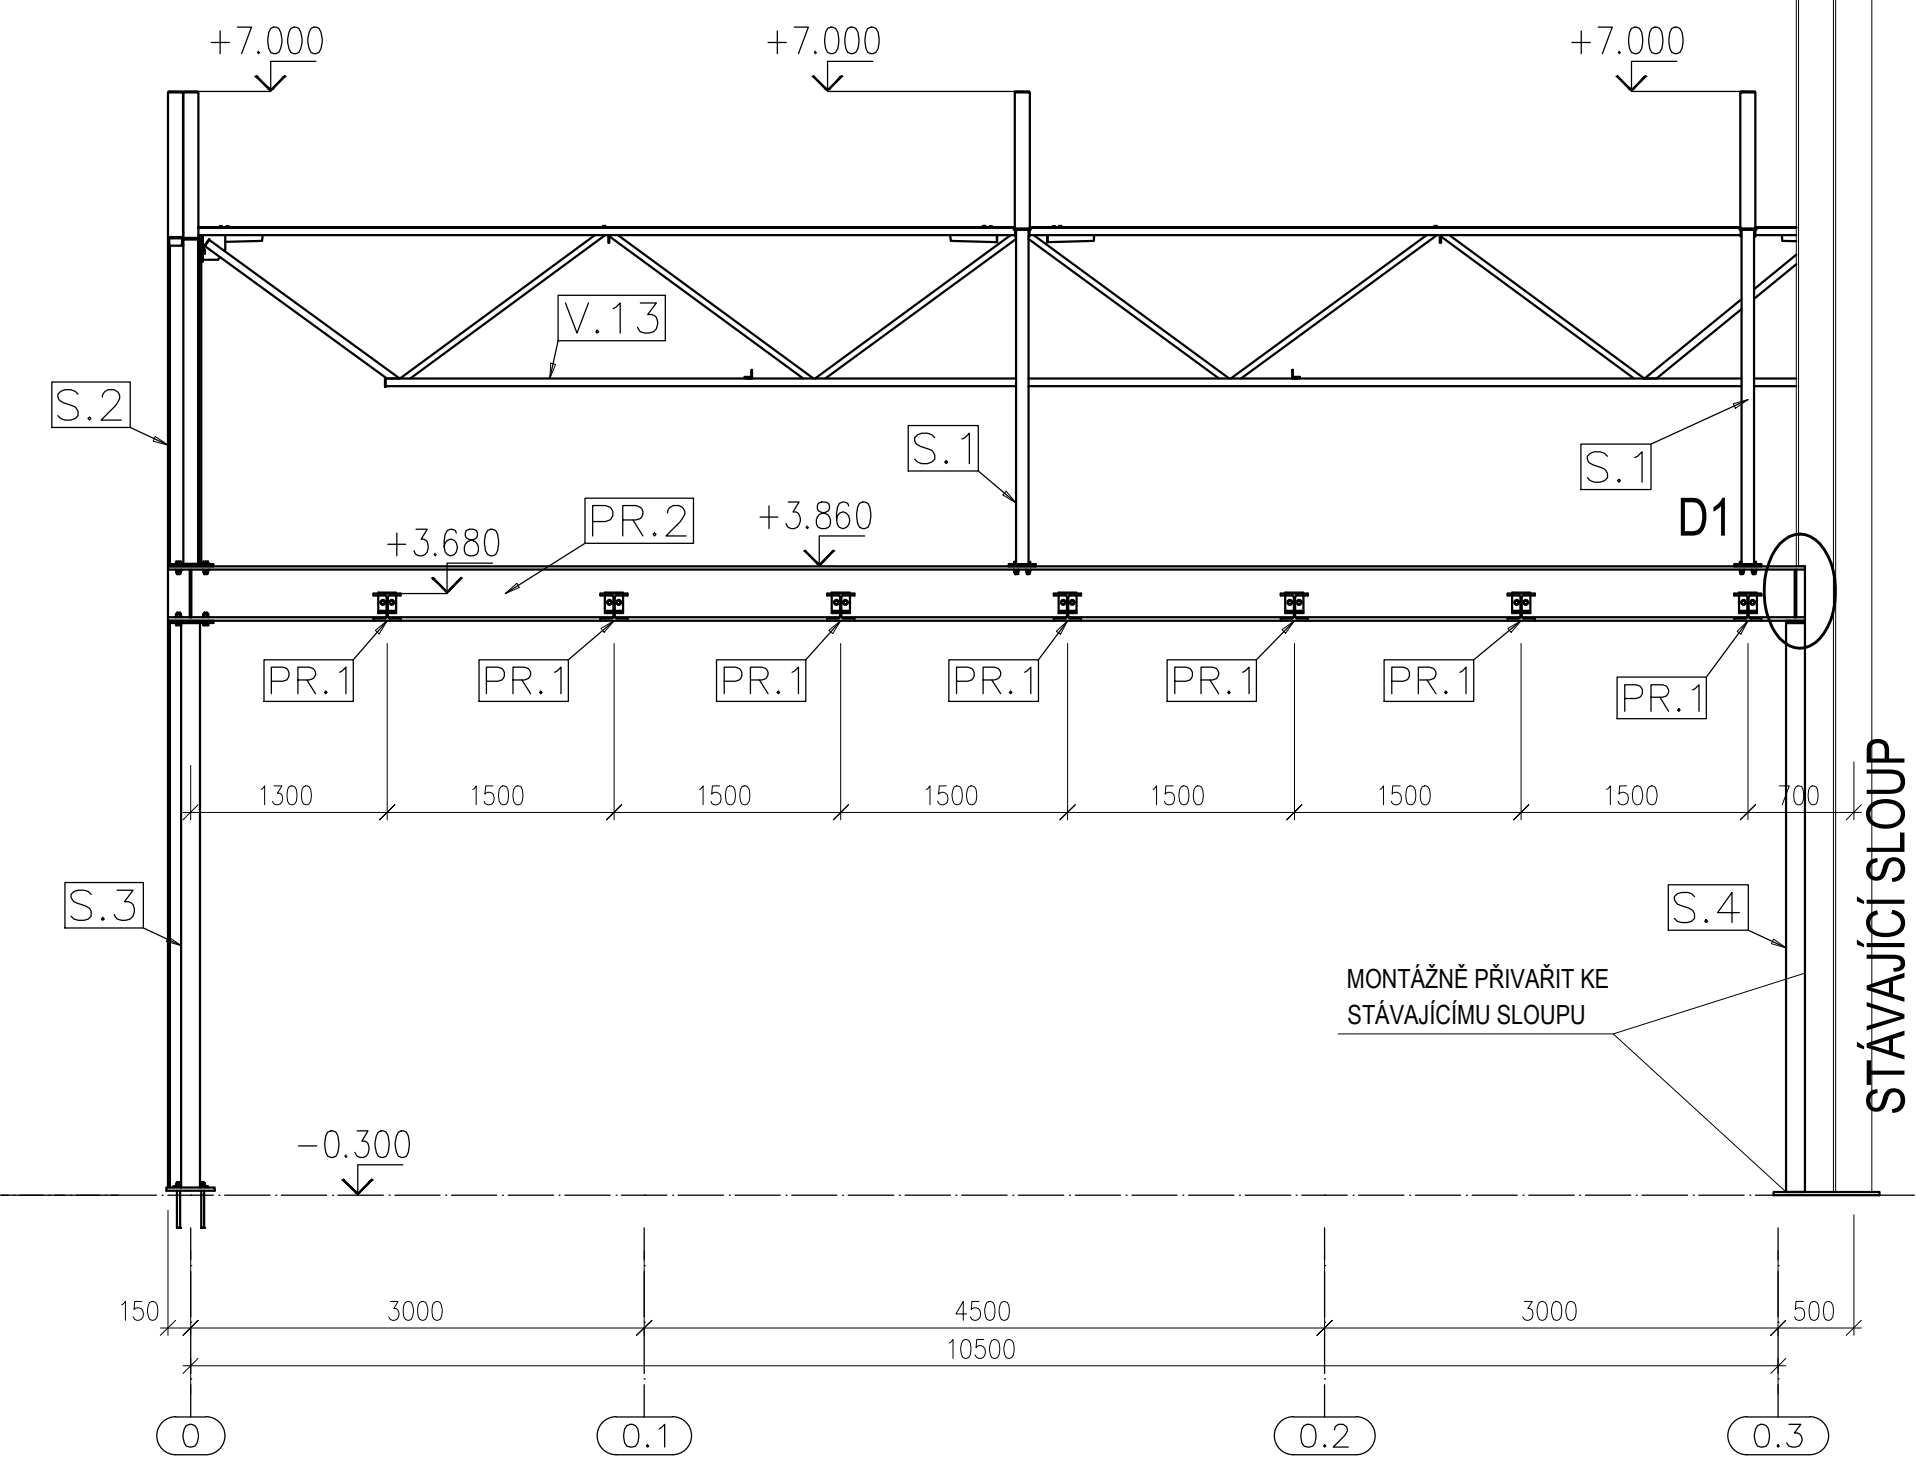 +7.000
+7.000
+7.000
V.13
S.2
S.1
S.1
D1
PR.2
+3.860
+3.680
PR.1
PR.1
PR.1
PR.1
PR.1
PR.1
PR.1
1300
1500
1500
1500
1500
1500
1500
700
STÁVAJÍCÍ SLOUP
S.3
S.4
MONTÁŽNĚ PŘIVAŘIT KE
STÁVAJÍCÍMU SLOUPU
-0.300
150
3000
4500
3000
500
10500
0
0.1
0.2
0.3